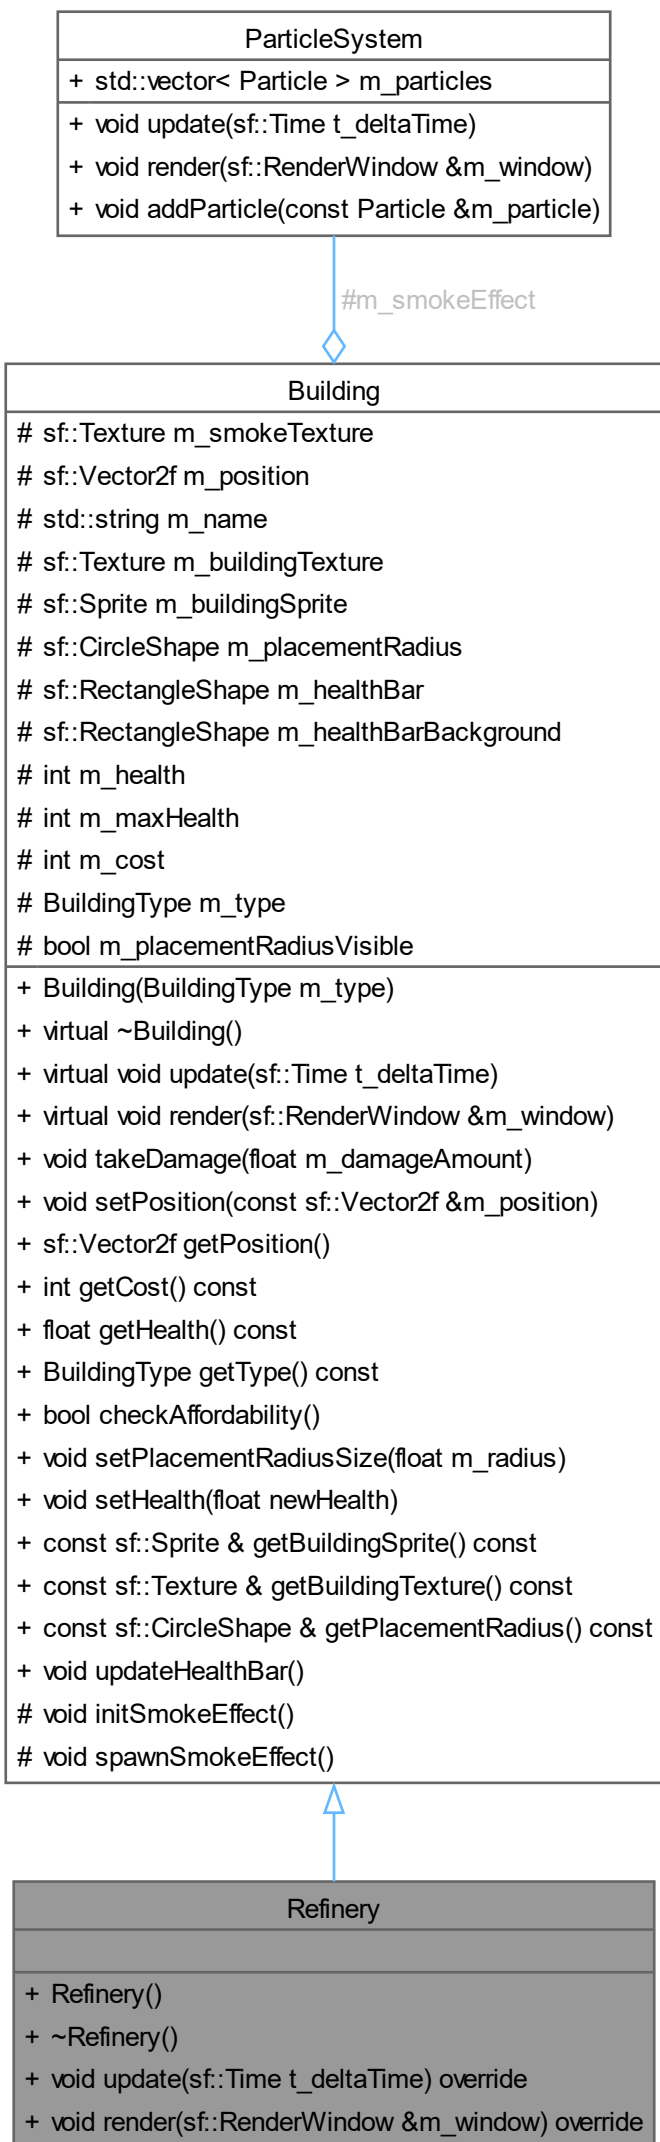 ParticleSystem
+ std::vector< Particle > m_particles
+ void update(sf::Time t_deltaTime)
+ void render(sf::RenderWindow &m_window)
+ void addParticle(const Particle &m_particle)
#m_smokeEffect
Building
# sf::Texture m_smokeTexture
# sf::Vector2f m_position
# std::string m_name
# sf::Texture m_buildingTexture
# sf::Sprite m_buildingSprite
# sf::CircleShape m_placementRadius
# sf::RectangleShape m_healthBar
# sf::RectangleShape m_healthBarBackground
# int m_health
# int m_maxHealth
# int m_cost
# BuildingType m_type
# bool m_placementRadiusVisible
+ Building(BuildingType m_type)
+ virtual ~Building()
+ virtual void update(sf::Time t_deltaTime)
+ virtual void render(sf::RenderWindow &m_window)
+ void takeDamage(float m_damageAmount)
+ void setPosition(const sf::Vector2f &m_position)
+ sf::Vector2f getPosition()
+ int getCost() const
+ float getHealth() const
+ BuildingType getType() const
+ bool checkAffordability()
+ void setPlacementRadiusSize(float m_radius)
+ void setHealth(float newHealth)
+ const sf::Sprite & getBuildingSprite() const
+ const sf::Texture & getBuildingTexture() const
+ const sf::CircleShape & getPlacementRadius() const
+ void updateHealthBar()
# void initSmokeEffect()
# void spawnSmokeEffect()
Refinery
+ Refinery()
+ ~Refinery()
+ void update(sf::Time t_deltaTime) override
+ void render(sf::RenderWindow &m_window) override